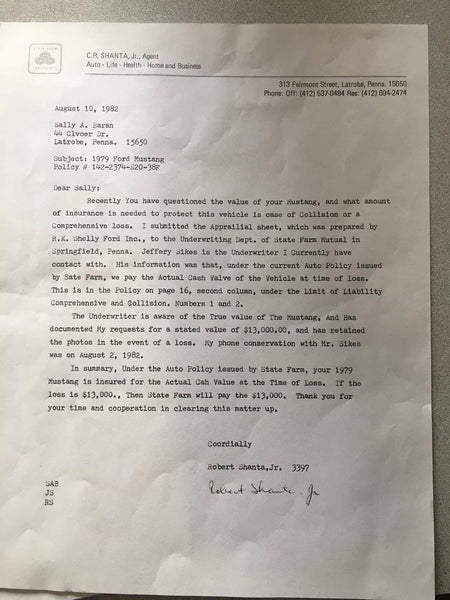 STATE FARM
INSURANCE
C.R. SHANTA, Jr., Agent
Auto - Life - Health - Home and Business
313 Fairmont Street, Latrobe, Penna. 15650
Phone: Off: (412) 537-0484 Res: (412) 694-2474
August 10, 1982
Sally A. Baran
44 Clvoer Dr.
Latrobe, Penna. 15650
Subject: 1979 Ford Mustang
Policy # 142-2374-S20-38F
Dear Sally:
Recently You have questioned the value of your Mustang, and what amount
of insurance is needed to protect this vehicle is case of Collision or a
Comprehensive loss. I submitted the Appraiilal sheet, which was prepared by
R.K. Shelly Ford Inc., to the Underwriting Dept. of State Farm Mutual in
Springfield, Penna. Jeffery Sikes is the Underwriter I Currently have
contact with. His information was that, under the current Auto Policy issued
by Sate Farm, we pay the Actual Cash Valve of the Vehicle at time of loss.
This is in the Policy on page 16, second column, under the Limit of Liability
Comprehensive and Collision. Numbers 1 and 2.
The Underwriter is aware of the True value of The Mustang, And Has
documented My requests for a stated value of $13,000.00, and has retained
the photos in the event of a loss. My phone conservation with Mr. Sikes
was on August 2, 1982.
In summary, Under the Auto Policy issued by State Farm, your 1979
Mustang is insured for the Actual Cah Value at the Time of Loss. If the
loss is $13,000., Then State Farm will pay the $13,000. Thank you for
your time and cooperation in clearing this matter up.
Coordially
Robert Shanta,Jr. 3397
Robert Shanta Jr
SAB
JS
RS